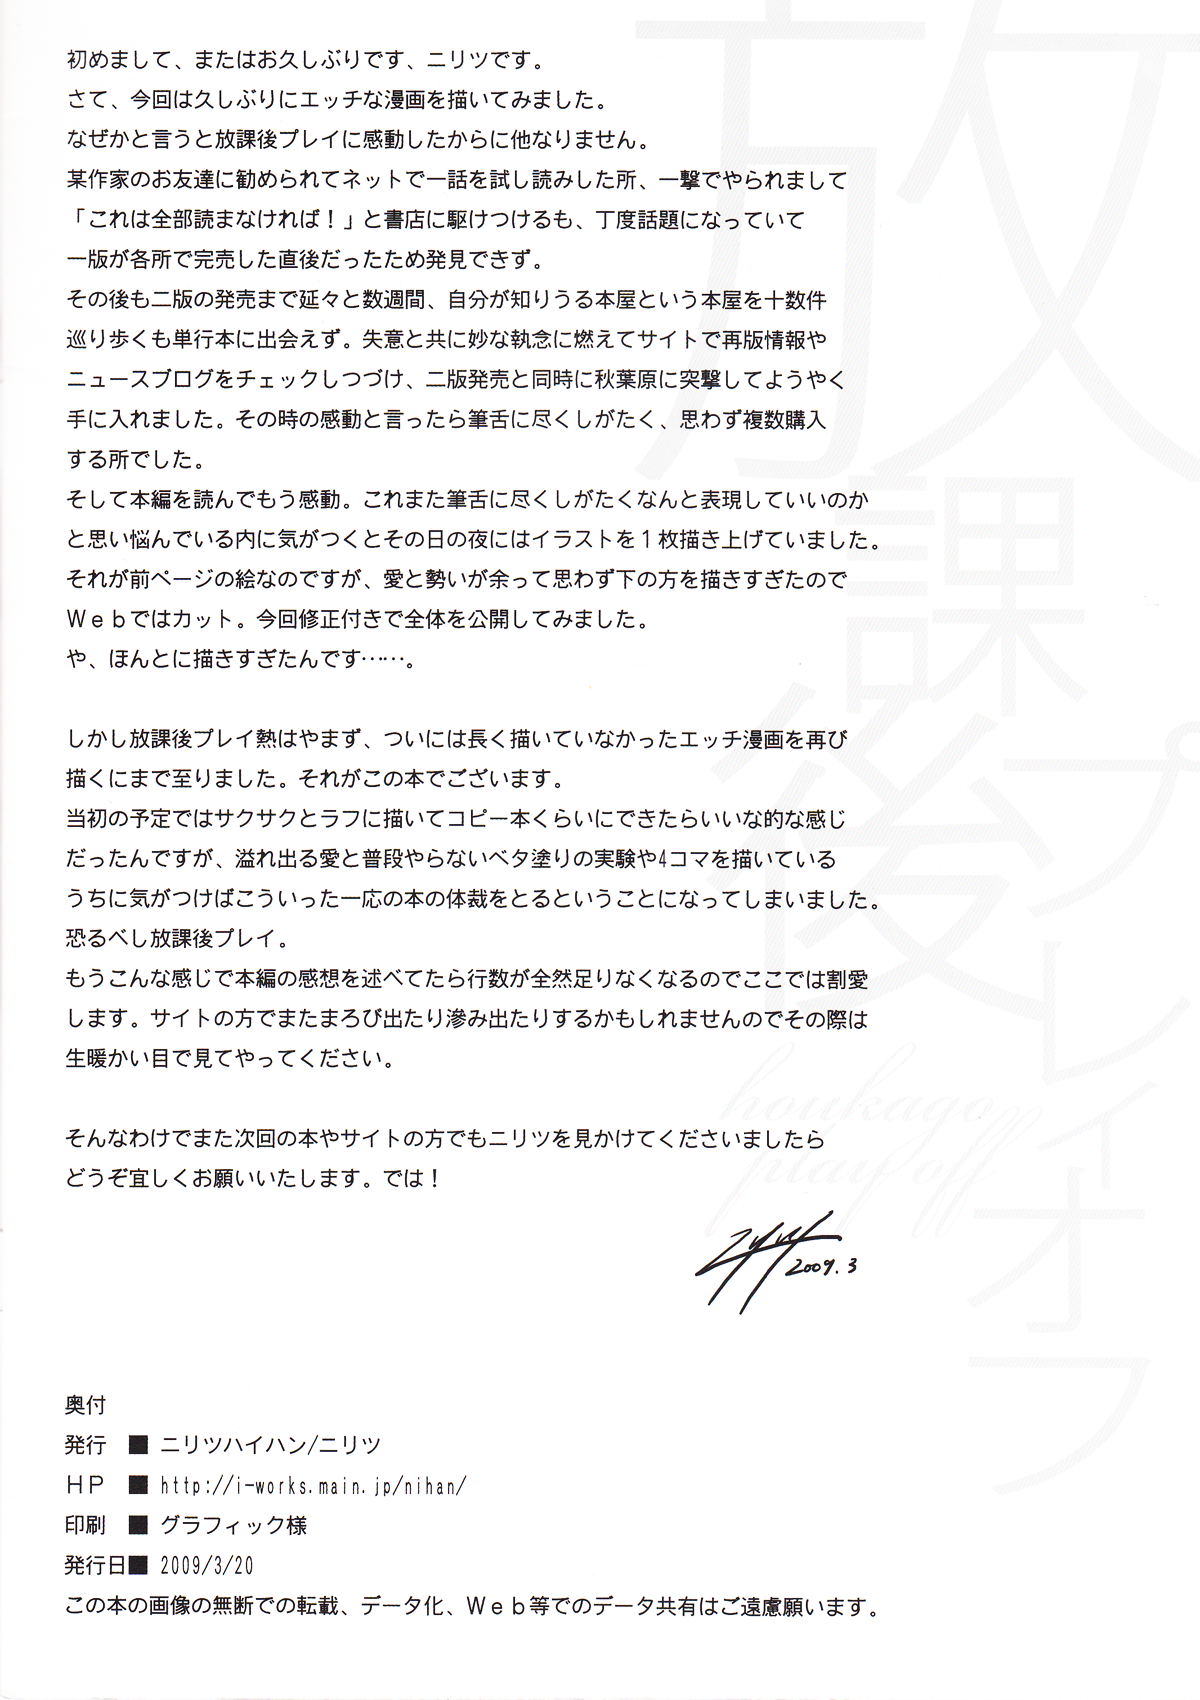 初めまして、またはお久しぶりです、ニリツです。
さて、今回は久しぶりにエッチな漫画を描いてみました。
なぜかと言うと放課後プレイに感動したからに他なりません。
某作家のお友達に勧められてネットで一話を試し読みした所、一撃でやられまして
「これは全部読まなければ！」と書店に駆けつけるも、丁度話題になっていて
一版が各所で完売した直後だったため発見できず。
その後も二版の発売まで延々と数週間、自分が知りうる本屋という本屋を十数件
巡り歩くも単行本に出会えず。失意と共に妙な執念に燃えてサイトで再版情報や
ニュースブログをチェックしつづけ、二版発売と同時に秋葉原に突撃してようやく
手に入れました。その時の感動と言ったら筆舌に尽くしがたく、思わず複数購入
する所でした。
そして本編を読んでもう感動。これまた筆舌に尽くしがたくなんと表現していいのか
と思い悩んでいる内に気がつくとその日の夜にはイラストを１枚描き上げていました。
それが前ページの絵なのですが、愛と勢いが余って思わず下の方を描きすぎたので
Ｗｅｂではカット。今回修正付きで全体を公開してみました。
や、ほんとに描きすぎたんです……。
しかし放課後プレイ熱はやまず、ついには長く描いていなかったエッチ漫画を再び
描くにまで至りました。それがこの本でございます。
当初の予定ではサクサクとラフに描いてコピー本くらいにできたらいいな的な感じ
だったんですが、溢れ出る愛と普段やらないベタ塗りの実験や4コマを描いている
うちに気がつけばこういった一応の本の体裁をとるということになってしまいました。
恐るべし放課後プレイ。
もうこんな感じで本編の感想を述べてたら行数が全然足りなくなるのでここでは割愛
します。サイトの方でまたまろび出たり滲み出たりするかもしれませんのでその際は
生暖かい目で見てやってください。
そんなわけでまた次回の本やサイトの方でもニリツを見かけてくださいましたら
どうぞ宜しくお願いいたします。では！
ニリツ
2009.3
奥付
発行　■ ニリツハイハン/ニリツ
ＨＰ　■ http://i-works.main.jp/nihan/
印刷　■ グラフィック様
発行日■ 2009/3/20
この本の画像の無断での転載、データ化、Ｗｅｂ等でのデータ共有はご遠慮願います。
放課後プレイオフ
houkago
play off